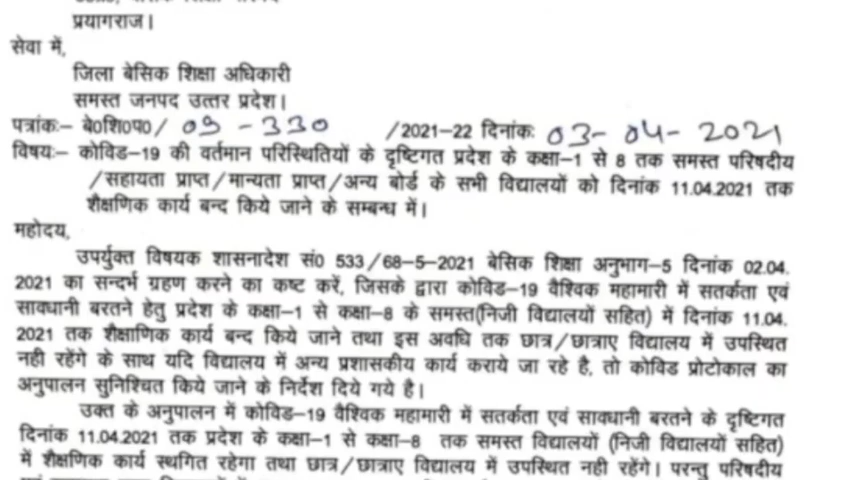 प्रयागराज।
सेवा में,
जिला बेसिक शिक्षा अधिकारी
समस्त जनपद उत्तर प्रदेश।
पत्रांकः– बे0शि0प0/ 09 -330 /2021-22 दिनांकः 03- 04- 2021
विषयः– कोविड–19 की वर्तमान परिस्थितियों के दृष्टिगत प्रदेश के कक्षा–1 से 8 तक समस्त परिषदीय
/सहायता प्राप्त/मान्यता प्राप्त/अन्य बोर्ड के सभी विद्यालयों को दिनांक 11.04.2021 तक
शैक्षणिक कार्य बन्द किये जाने के सम्बन्ध में।
महोदय,
उपर्युक्त विषयक शासनादेश सं0 533/68-5-2021 बेसिक शिक्षा अनुभाग–5 दिनांक 02.04.
2021 का सन्दर्भ ग्रहण करने का कष्ट करें, जिसके द्वारा कोविड–19 वैश्विक महामारी में सतर्कता एवं
सावधानी बरतने हेतु प्रदेश के कक्षा–1 से कक्षा–8 के समस्त(निजी विद्यालयों सहित) में दिनांक 11.04.
2021 तक शैक्षाणिक कार्य बन्द किये जाने तथा इस अवधि तक छात्र/छात्राए विद्यालय में उपस्थित
नही रहेंगे के साथ यदि विद्यालय में अन्य प्रशासकीय कार्य कराये जा रहे है, तो कोविड प्रोटोकाल का
अनुपालन सुनिश्चित किये जाने के निर्देश दिये गये है।
उक्त के अनुपालन में कोविड–19 वैश्विक महामारी में सतर्कता एवं सावधानी बरतने के दृष्टिगत
दिनांक 11.04.2021 तक प्रदेश के कक्षा–1 से कक्षा–8 तक समस्त विद्यालयों (निजी विद्यालयों सहित)
में शैक्षणिक कार्य स्थगित रहेगा तथा छात्र/छात्राए विद्यालय में उपस्थित नही रहेंगे। परन्तु परिषदीय